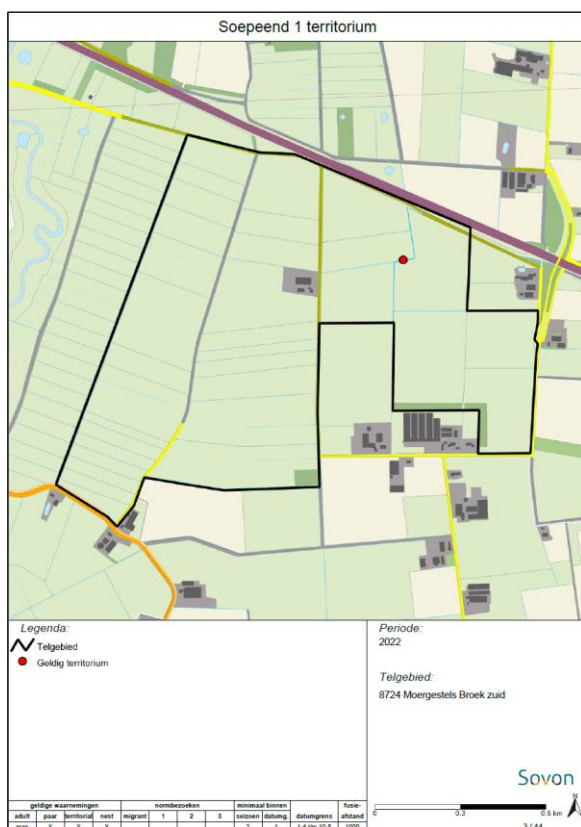 Soepeend 1 territorium
Legenda:
Telgebied
Geldig territorium
Periode:
2022
Telgebied:
8724 Moergestels Broek zuid
Sovon
N
0 0.3 0.6 km
geldige waarnemingen normbezoeken minimaal binnen fusie-
adult paar territoriaal nest migrant 1 2 3 seizoen datumg. datumgrens afstand
X X X